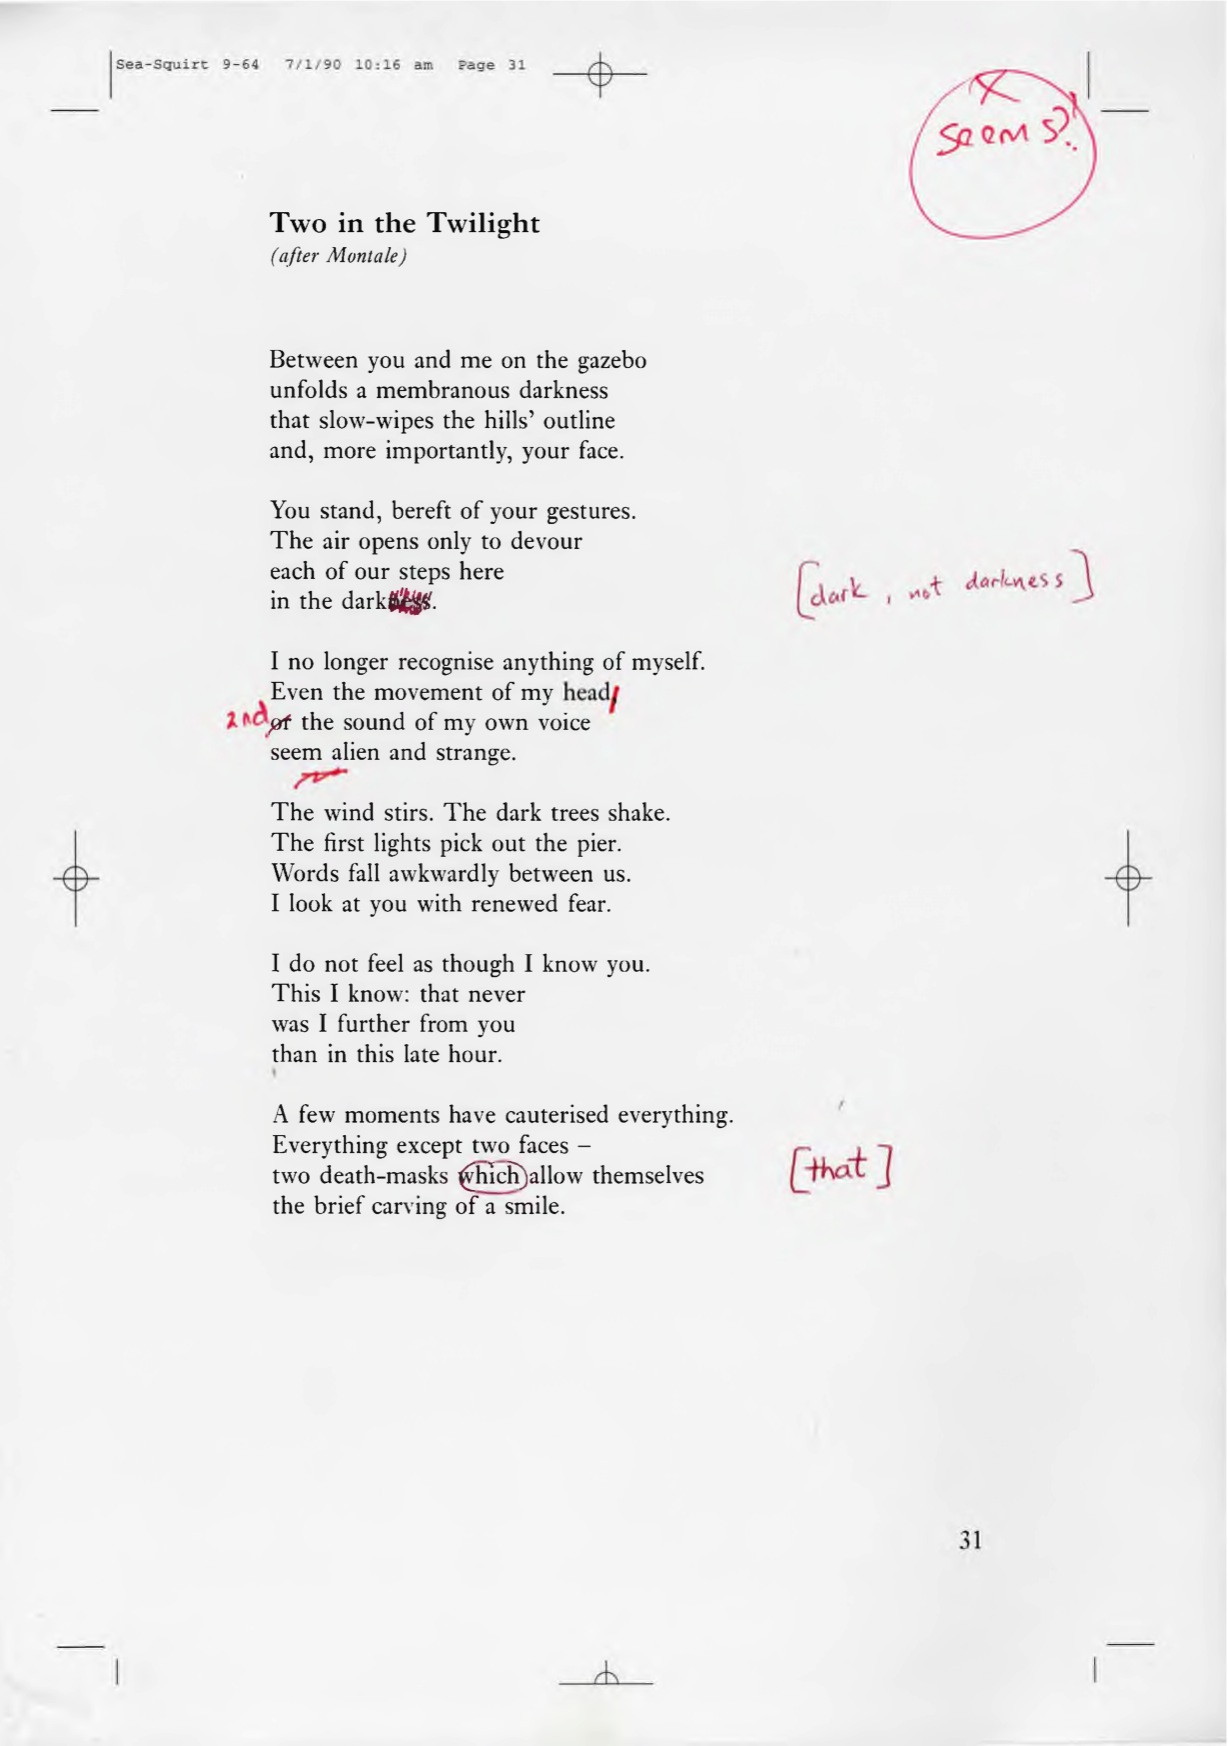 Sea-Squirt 9-64 7/1/90 10:16 am Page 31
seems?!
Two in the Twilight
(after Montale)
Between you and me on the gazebo
unfolds a membranous darkness
that slow-wipes the hills' outline
and, more importantly, your face.
You stand, bereft of your gestures.
The air opens only to devour
each of our steps here
in the darkness.
[dark, not darkness]
I no longer recognise anything of myself.
Even the movement of my head,
and or the sound of my own voice
seem alien and strange.
The wind stirs. The dark trees shake.
The first lights pick out the pier.
Words fall awkwardly between us.
I look at you with renewed fear.
I do not feel as though I know you.
This I know: that never
was I further from you
than in this late hour.
A few moments have cauterised everything.
Everything except two faces –
two death-masks which allow themselves [that]
the brief carving of a smile.
31